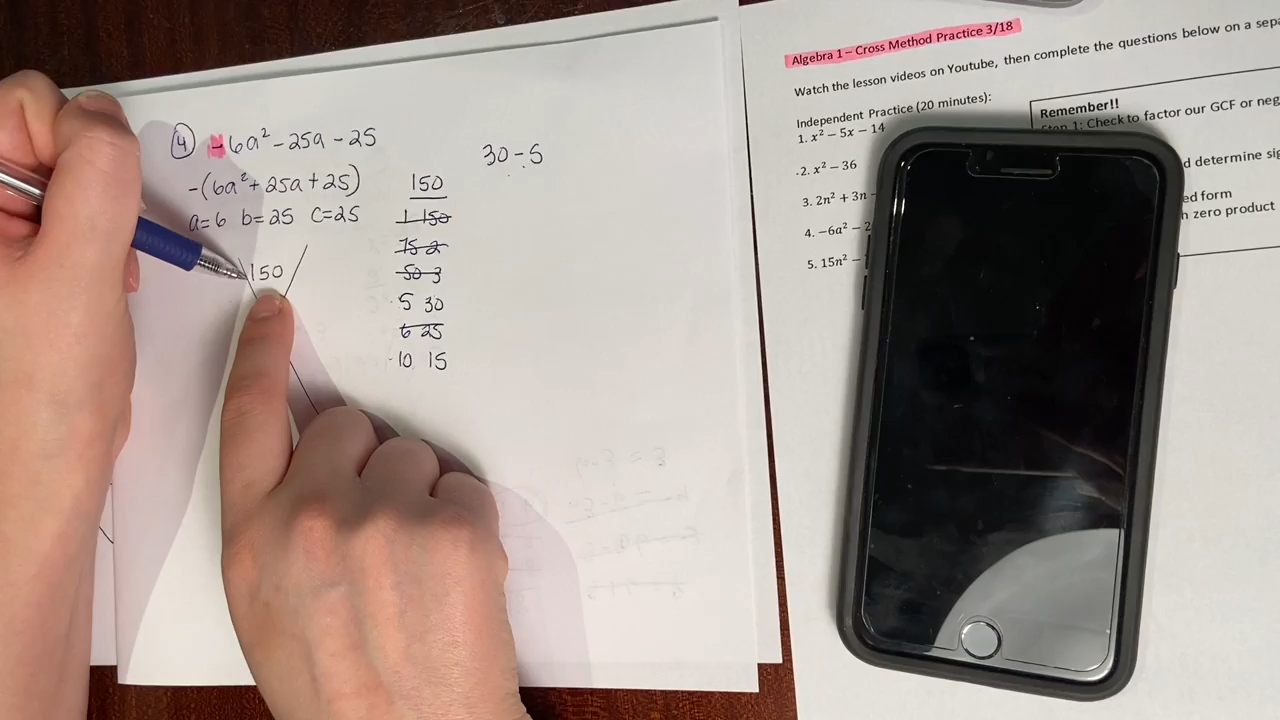 ④ -6a² - 25a - 25
-(6a² + 25a + 25)
a=6 b=25 c=25
150
150
1 150
75 2
50 3
5 30
6 25
10 15
30 - 5
Algebra 1 – Cross Method Practice 3/18
Watch the lesson videos on Youtube, then complete the questions below on a
Independent Practice (20 minutes):
1. x² − 5x − 14
2. x² − 36
3. 2n² + 3n −
4. −6a² − 2
5. 15n² −
Remember!!
Step 1: Check to factor our GCF or neg
d determine
ed form
zero product